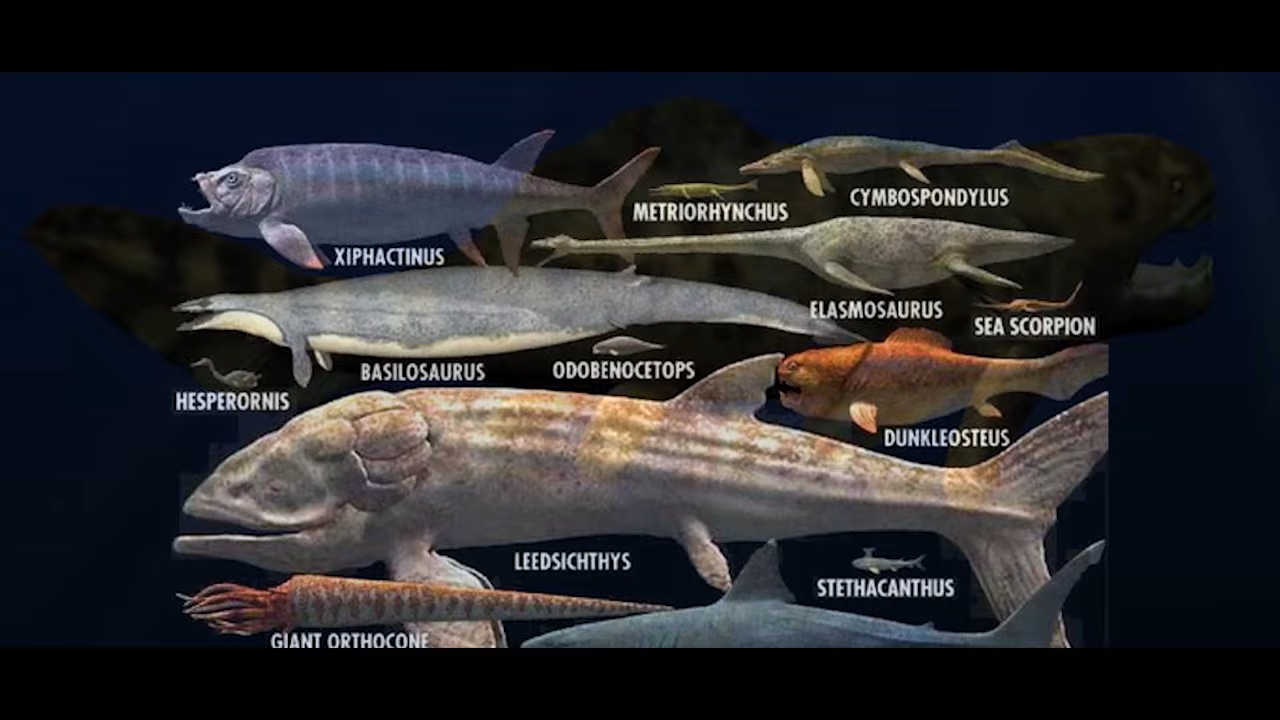 METRIORHYNCHUS
CYMBOSPONDYLUS
XIPHACTINUS
ELASMOSAURUS
SEA SCORPION
BASILOSAURUS
ODOBENOCETOPS
HESPERORNIS
DUNKLEOSTEUS
LEEDSICHTHYS
STETHACANTHUS
GIANT ORTHOCONE